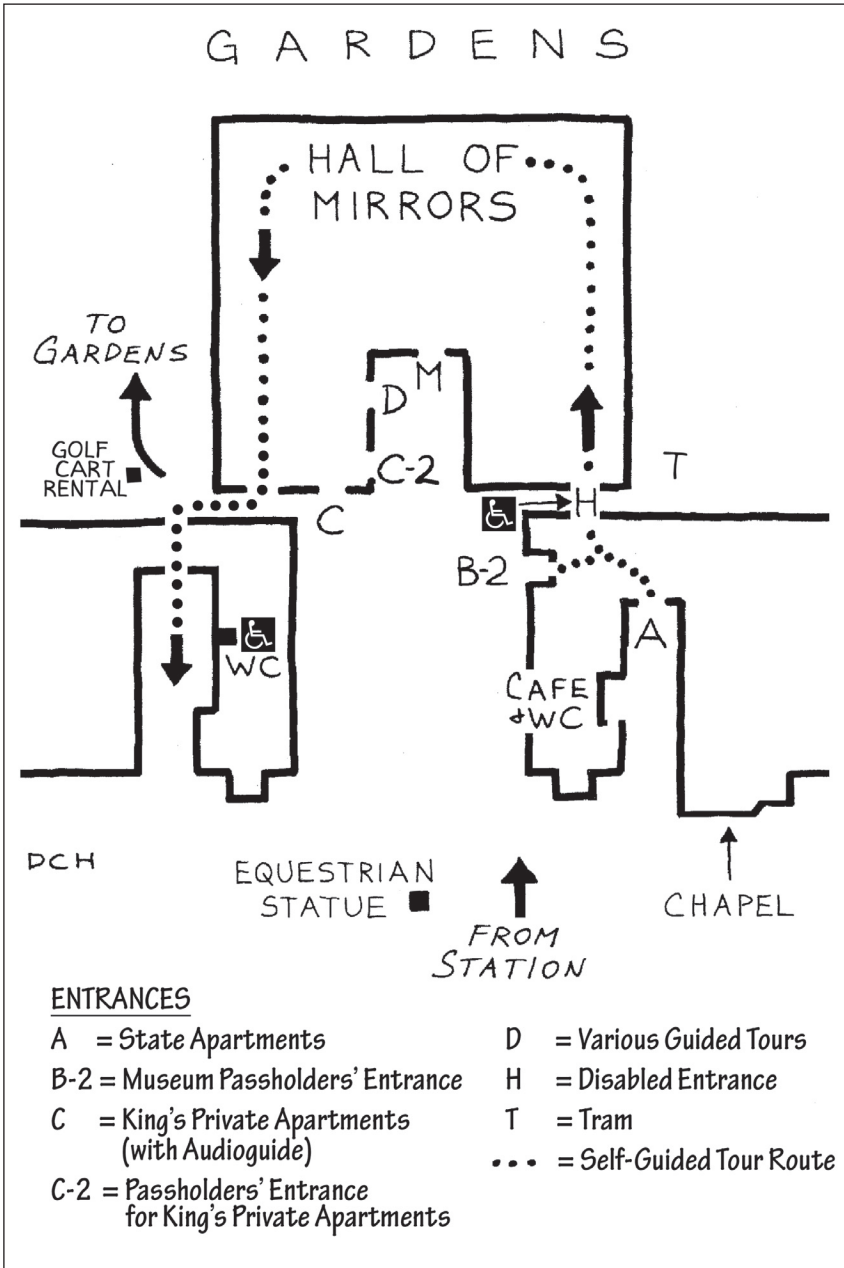 GARDENS
HALL OF
MIRRORS
TO
GARDENS
GOLF
CART
RENTAL
M
D
C-2
C
T
H
B-2
A
WC
CAFE
+WC
DCH
EQUESTRIAN
STATUE
FROM
STATION
CHAPEL
ENTRANCES
A = State Apartments
B-2 = Museum Passholders' Entrance
C = King's Private Apartments
(with Audioguide)
C-2 = Passholders' Entrance
for King's Private Apartments
D = Various Guided Tours
H = Disabled Entrance
T = Tram
•••• = Self-Guided Tour Route